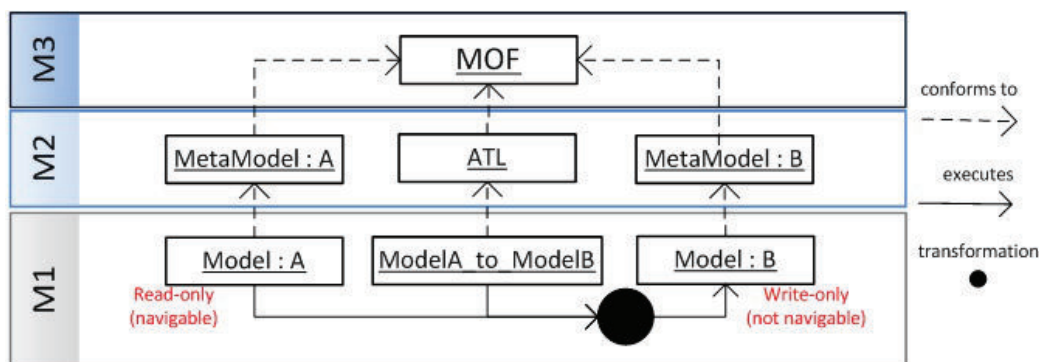 M3
MOF
conforms to
M2
MetaModel : A
ATL
MetaModel : B
executes
M1
Model : A
ModelA_to_ModelB
Model : B
transformation
Read-only
(navigable)
Write-only
(not navigable)